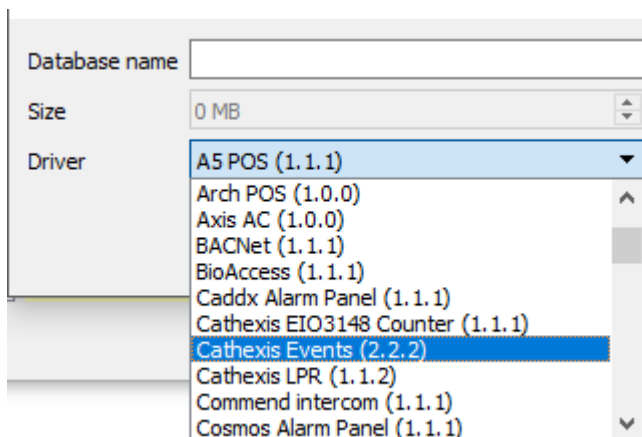 Database name
Size 0 MB
Driver A5 POS (1.1.1)
Arch POS (1.0.0)
Axis AC (1.0.0)
BACNet (1.1.1)
BioAccess (1.1.1)
Caddx Alarm Panel (1.1.1)
Cathexis EIO3148 Counter (1.1.1)
Cathexis Events (2.2.2)
Cathexis LPR (1.1.2)
Commend intercom (1.1.1)
Cosmos Alarm Panel (1.1.1)